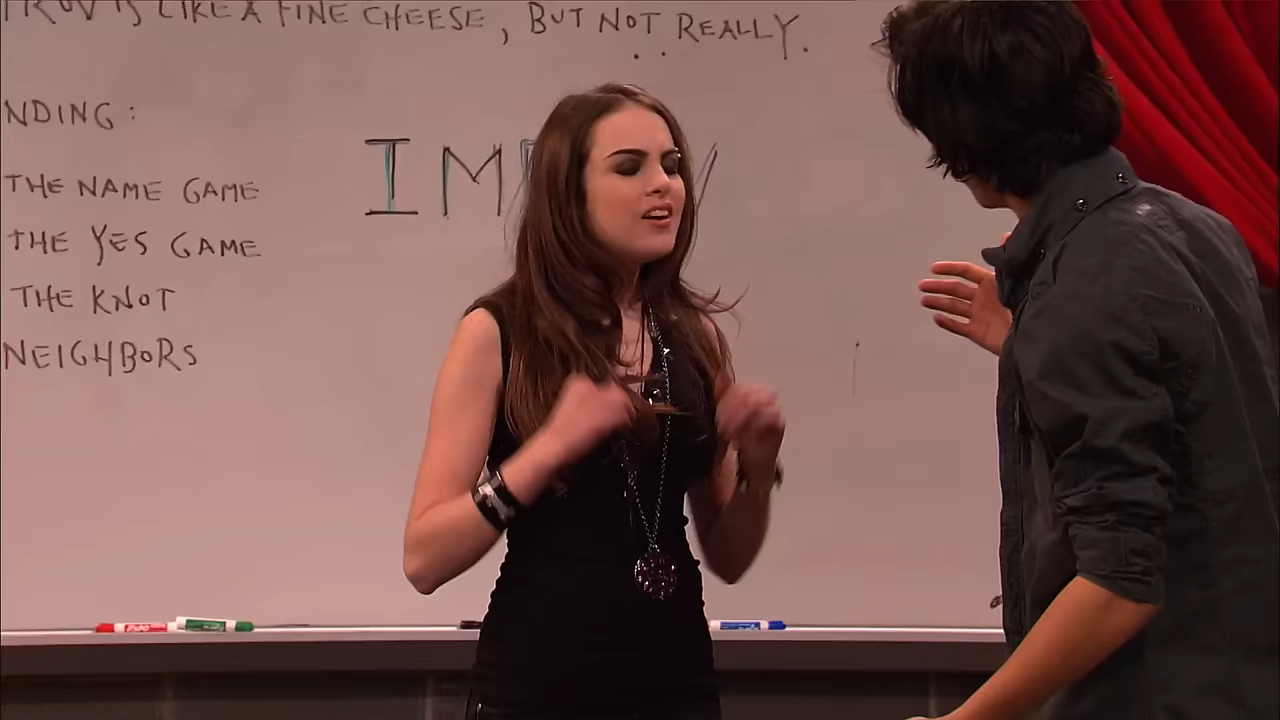 IS LIKE A FINE CHEESE, BUT NOT REALLY.
NDING:
THE NAME GAME
IM
THE YES GAME
THE KNOT
NEIGHBORS
EXPO